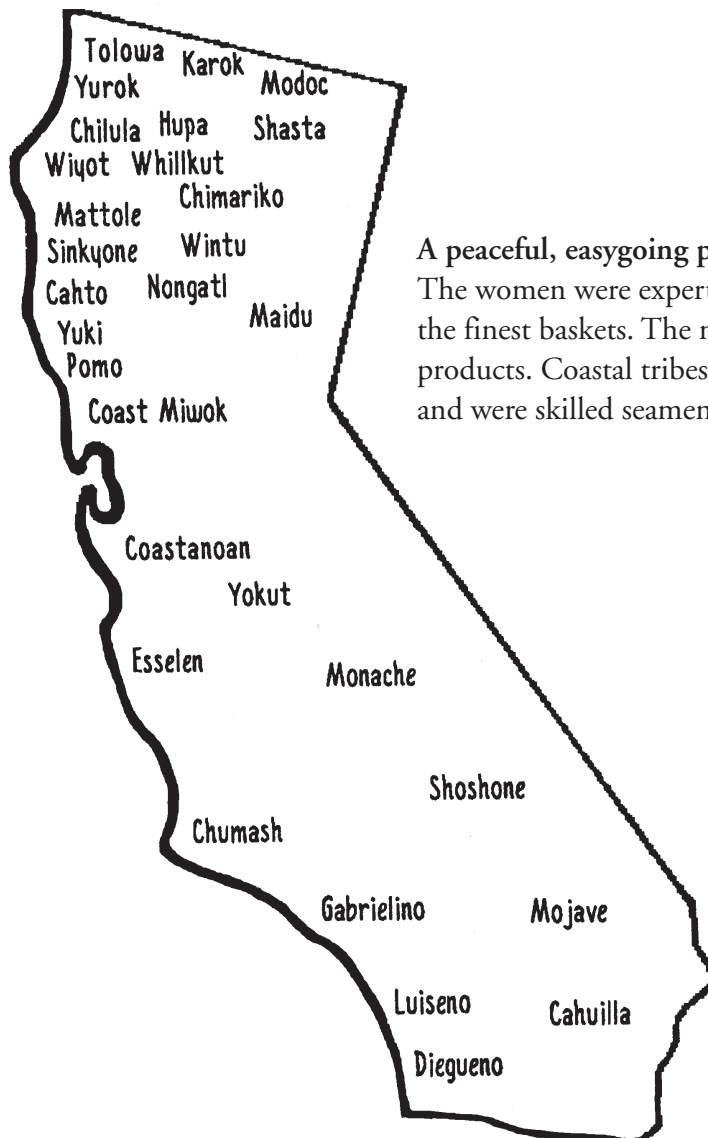 Tolowa Karok Modoc
Yurok
Chilula Hupa Shasta
Wiyot Whillkut
Chimariko
Mattole
Sinkyone Wintu
Cahto Nongatl
Maidu
Yuki
Pomo
Coast Miwok
A peaceful, easygoing
The women were expert
the finest baskets. The
products. Coastal tribes
and were skilled seamen
Coastanoan
Yokut
Esselen
Monache
Shoshone
Chumash
Gabrielino Mojave
Luiseno Cahuilla
Diegueno